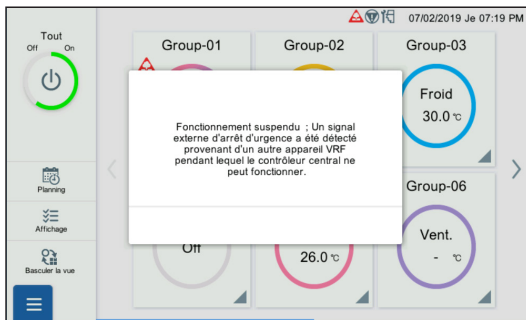 07/02/2019 Je 07:19 PM
Tout
Off On
Planning
Affichage
Basculer la vue
Group-01
Group-02
Group-03
Froid
30.0 °C
Fonctionnement suspendu ; Un signal
externe d'arrêt d'urgence a été détecté
provenant d'un autre appareil VRF
pendant lequel le contrôleur central ne
peut fonctionner.
Off
26.0 °C
Group-06
Vent.
- °C